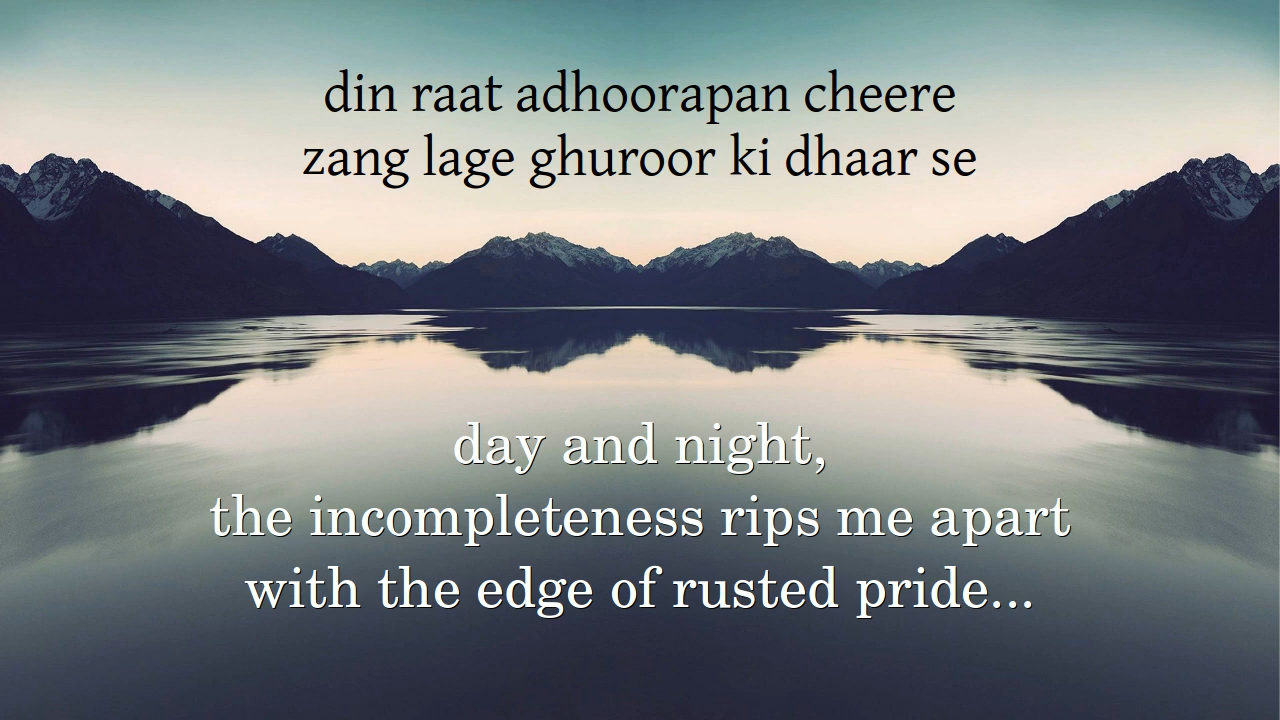 din raat adhoorapan cheere
zang lage ghuroor ki dhaar se
day and night,
the incompleteness rips me apart
with the edge of rusted pride...